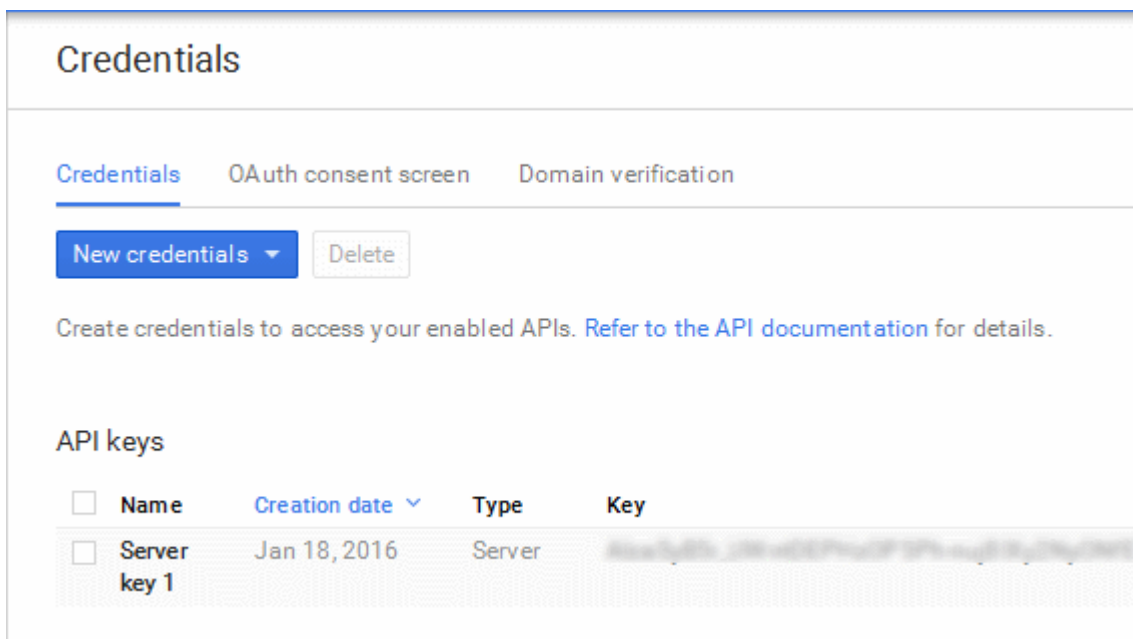 Credentials
Credentials OAuth consent screen Domain verification
New credentials Delete
Create credentials to access your enabled APIs. Refer to the API documentation for details.
API keys
Name Creation date Type Key
Server Jan 18, 2016 Server
key 1